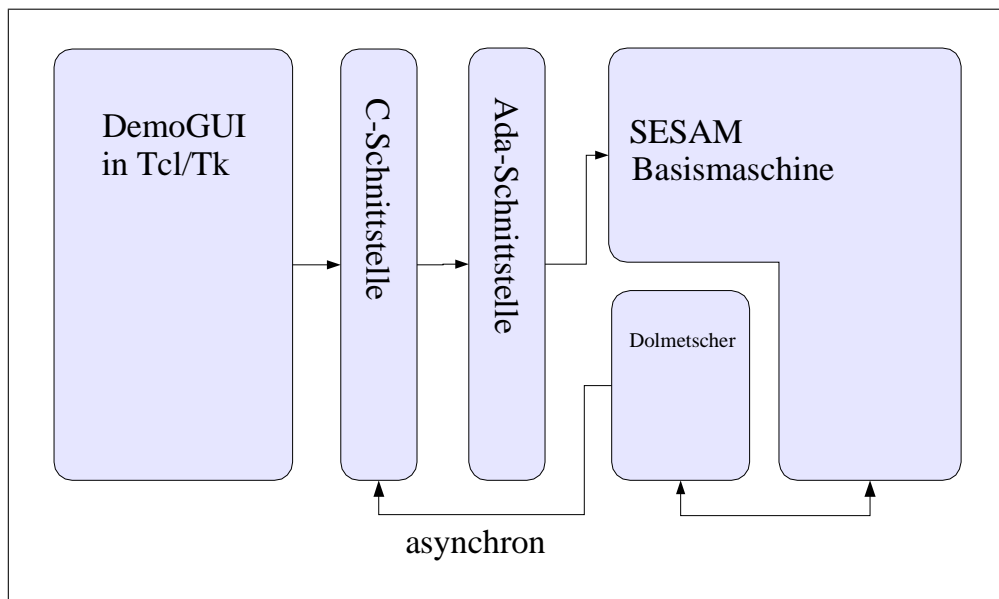 DemoGUI
in Tcl/Tk
C-Schnittstelle
Ada-Schnittstelle
SESAM
Basismaschine
Dolmetscher
asynchron